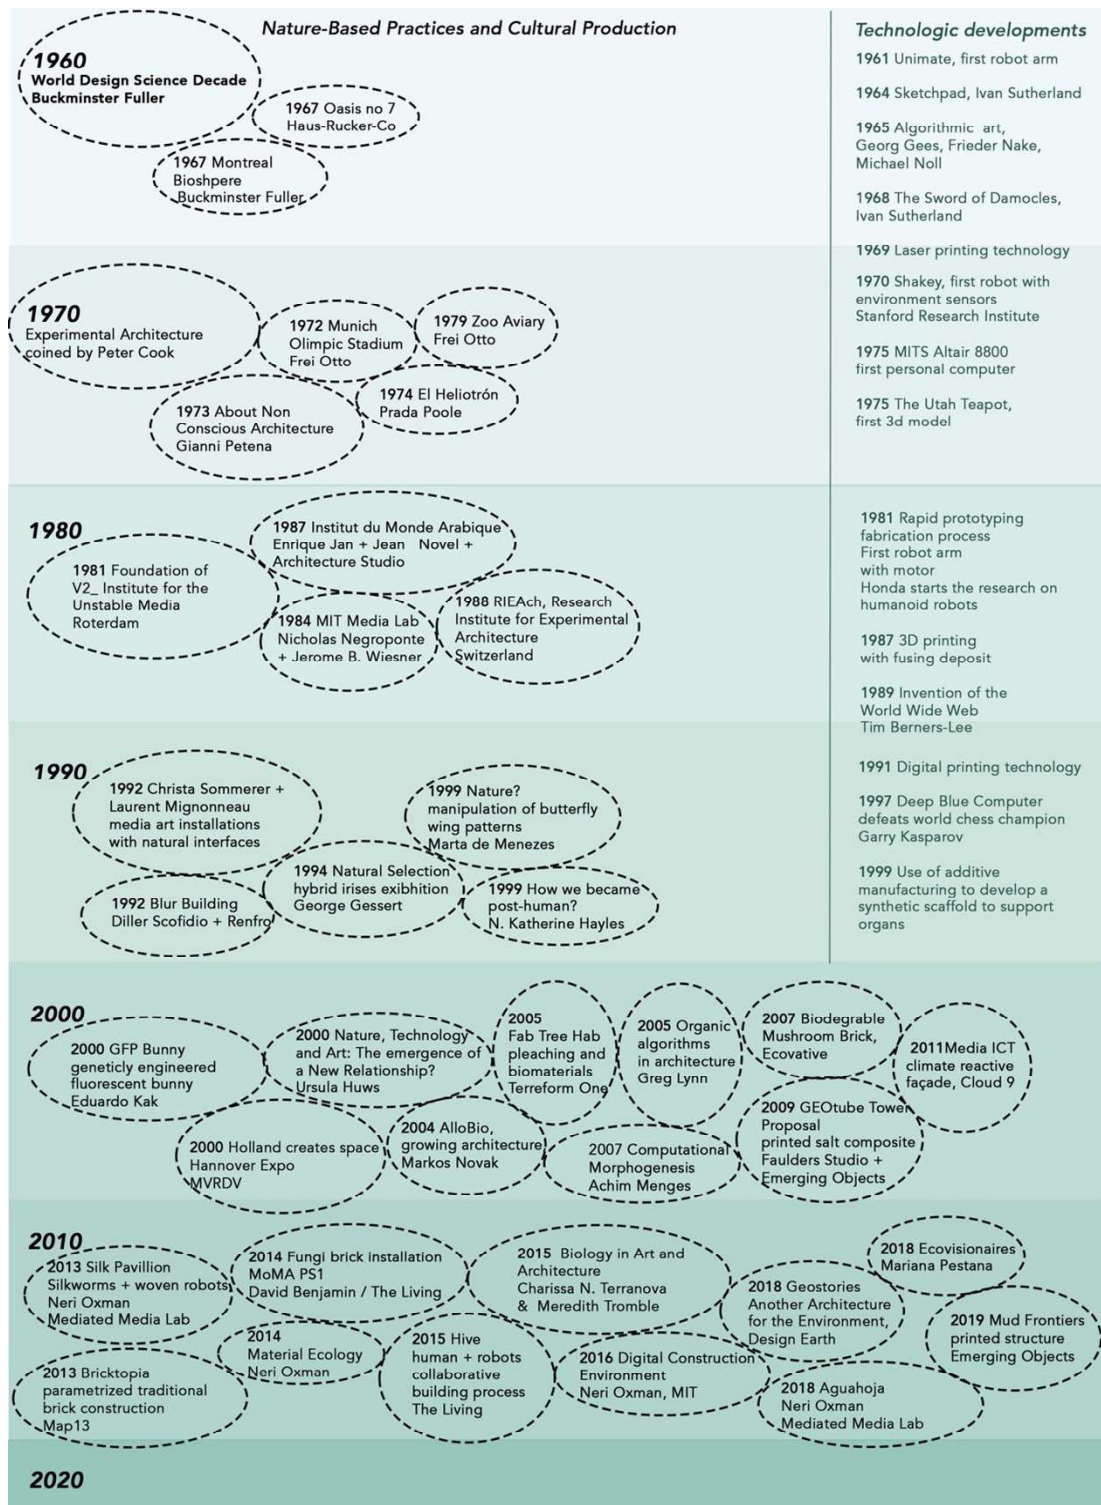 Nature-Based Practices and Cultural Production
1960
World Design Science Decade
Buckminster Fuller
1967 Oasis no 7
Haus-Rucker-Co
1967 Montreal
Bioshpere
Buckminster Fuller
1970
Experimental Architecture
coined by Peter Cook
1972 Munich
Olimpic Stadium
Frei Otto
1979 Zoo Aviary
Frei Otto
1973 About Non
Conscious Architecture
Gianni Petena
1974 El Heliotrón
Prada Poole
1980
1981 Foundation of
V2_ Institute for the
Unstable Media
Roterdam
1987 Institut du Monde Arabique
Enrique Jan + Jean Novel +
Architecture Studio
1984 MIT Media Lab
Nicholas Negroponte
+ Jerome B. Wiesner
1988 RIEAch, Research
Institute for Experimental
Architecture
Switzerland
1990
1992 Christa Sommerer +
Laurent Mignonneau
media art installations
with natural interfaces
1999 Nature?
manipulation of butterfly
wing patterns
Marta de Menezes
1992 Blur Building
Diller Scofidio + Renfro
1994 Natural Selection
hybrid irises exibhition
George Gessert
1999 How we became
post-human?
N. Katherine Hayles
Technologic developments
1961 Unimate, first robot arm
1964 Sketchpad, Ivan Sutherland
1965 Algorithmic art,
Georg Gees, Frieder Nake,
Michael Noll
1968 The Sword of Damocles,
Ivan Sutherland
1969 Laser printing technology
1970 Shakey, first robot with
environment sensors
Stanford Research Institute
1975 MITS Altair 8800
first personal computer
1975 The Utah Teapot,
first 3d model
1981 Rapid prototyping
fabrication process
First robot arm
with motor
Honda starts the research on
humanoid robots
1987 3D printing
with fusing deposit
1989 Invention of the
World Wide Web
Tim Berners-Lee
1991 Digital printing technology
1997 Deep Blue Computer
defeats world chess champion
Garry Kasparov
1999 Use of additive
manufacturing to develop a
synthetic scaffold to support
organs
2000
2000 GFP Bunny
geneticly engineered
fluorescent bunny
Eduardo Kak
2000 Nature, Technology
and Art: The emergence of
a New Relationship?
Ursula Huws
2005
Fab Tree Hab
pleaching and
biomaterials
Terreform One
2005 Organic
algorithms
in architecture
Greg Lynn
2007 Biodegrable
Mushroom Brick,
Ecovative
2011 Media ICT
climate reactive
façade, Cloud 9
2000 Holland creates space
Hannover Expo
MVRDV
2004 AlloBio,
growing architecture
Markos Novak
2007 Computational
Morphogenesis
Achim Menges
2009 GEOtube Tower
Proposal
printed salt composite
Faulders Studio +
Emerging Objects
2010
2013 Silk Pavillion
Silkworms + woven robots
Neri Oxman
Mediated Media Lab
2014 Fungi brick installation
MoMA PS1
David Benjamin / The Living
2015 Biology in Art and
Architecture
Charissa N. Terranova
& Meredith Tromble
2018 Ecovisionaires
Mariana Pestana
2018 Geostories
Another Architecture
for the Environment,
Design Earth
2019 Mud Frontiers
printed structure
Emerging Objects
2013 Bricktopia
parametrized traditional
brick construction
Map13
2014
Material Ecology
Neri Oxman
2015 Hive
human + robots
collaborative
building process
The Living
2016 Digital Construction
Environment
Neri Oxman, MIT
2018 Aguahoja
Neri Oxman
Mediated Media Lab
2020